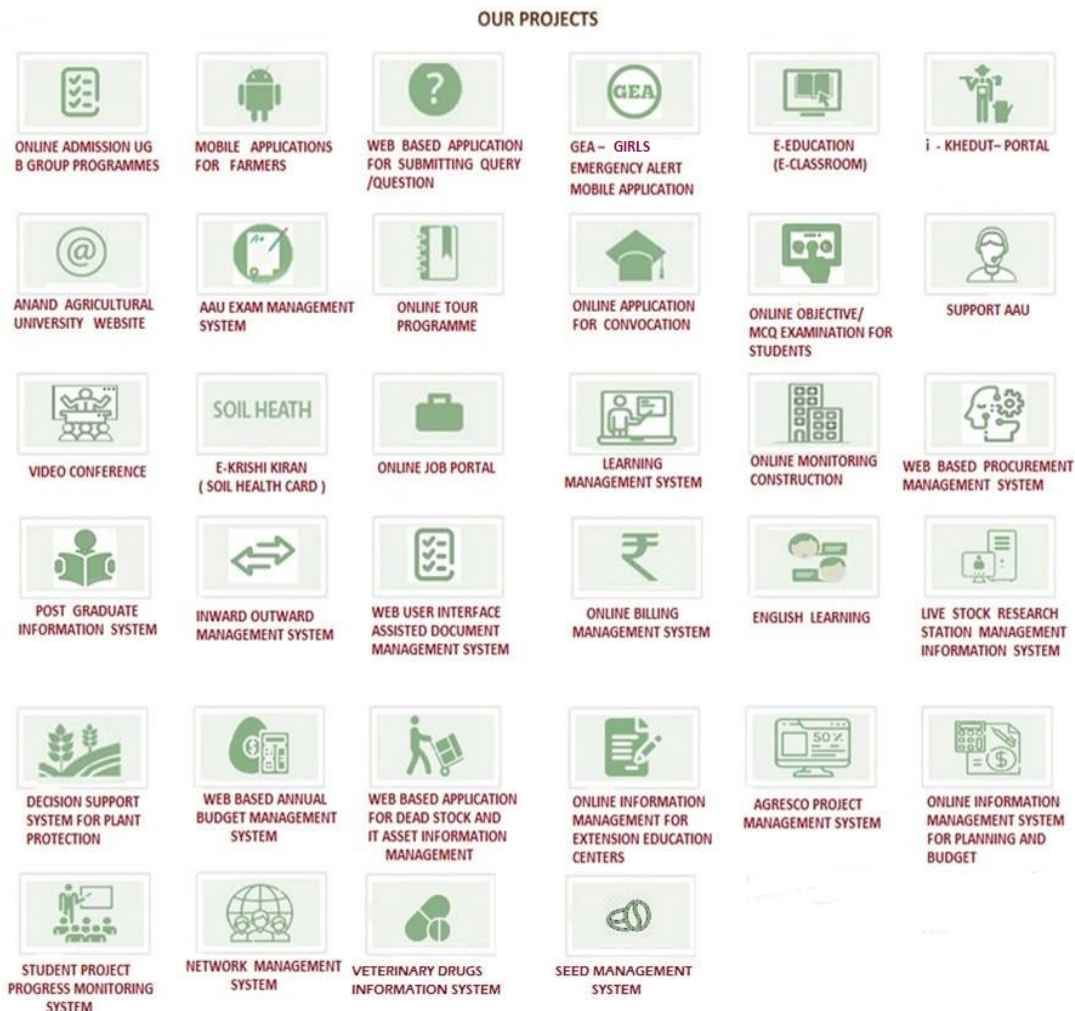 OUR PROJECTS
ONLINE ADMISSION UG
B GROUP PROGRAMMES
MOBILE APPLICATIONS
FOR FARMERS
?
WEB BASED APPLICATION
FOR SUBMITTING QUERY
/QUESTION
GEA
GEA – GIRLS
EMERGENCY ALERT
MOBILE APPLICATION
E-EDUCATION
(E-CLASSROOM)
i - KHEDUT– PORTAL
@
ANAND AGRICULTURAL
UNIVERSITY WEBSITE
A+
AAU EXAM MANAGEMENT
SYSTEM
ONLINE TOUR
PROGRAMME
ONLINE APPLICATION
FOR CONVOCATION
ONLINE OBJECTIVE/
MCQ EXAMINATION FOR
STUDENTS
SUPPORT AAU
VIDEO CONFERENCE
SOIL HEATH
E-KRISHI KIRAN
( SOIL HEALTH CARD )
ONLINE JOB PORTAL
LEARNING
MANAGEMENT SYSTEM
ONLINE MONITORING
CONSTRUCTION
WEB BASED PROCUREMENT
MANAGEMENT SYSTEM
POST GRADUATE
INFORMATION SYSTEM
INWARD OUTWARD
MANAGEMENT SYSTEM
WEB USER INTERFACE
ASSISTED DOCUMENT
MANAGEMENT SYSTEM
₹
ONLINE BILLING
MANAGEMENT SYSTEM
ENGLISH LEARNING
LIVE STOCK RESEARCH
STATION MANAGEMENT
INFORMATION SYSTEM
DECISION SUPPORT
SYSTEM FOR PLANT
PROTECTION
$
WEB BASED ANNUAL
BUDGET MANAGEMENT
SYSTEM
WEB BASED APPLICATION
FOR DEAD STOCK AND
IT ASSET INFORMATION
MANAGEMENT
ONLINE INFORMATION
MANAGEMENT FOR
EXTENSION EDUCATION
CENTERS
50 %
AGRESCO PROJECT
MANAGEMENT SYSTEM
= $
ONLINE INFORMATION
MANAGEMENT SYSTEM
FOR PLANNING AND
BUDGET
STUDENT PROJECT
PROGRESS MONITORING
SYSTEM
NETWORK MANAGEMENT
SYSTEM
VETERINARY DRUGS
INFORMATION SYSTEM
SEED MANAGEMENT
SYSTEM